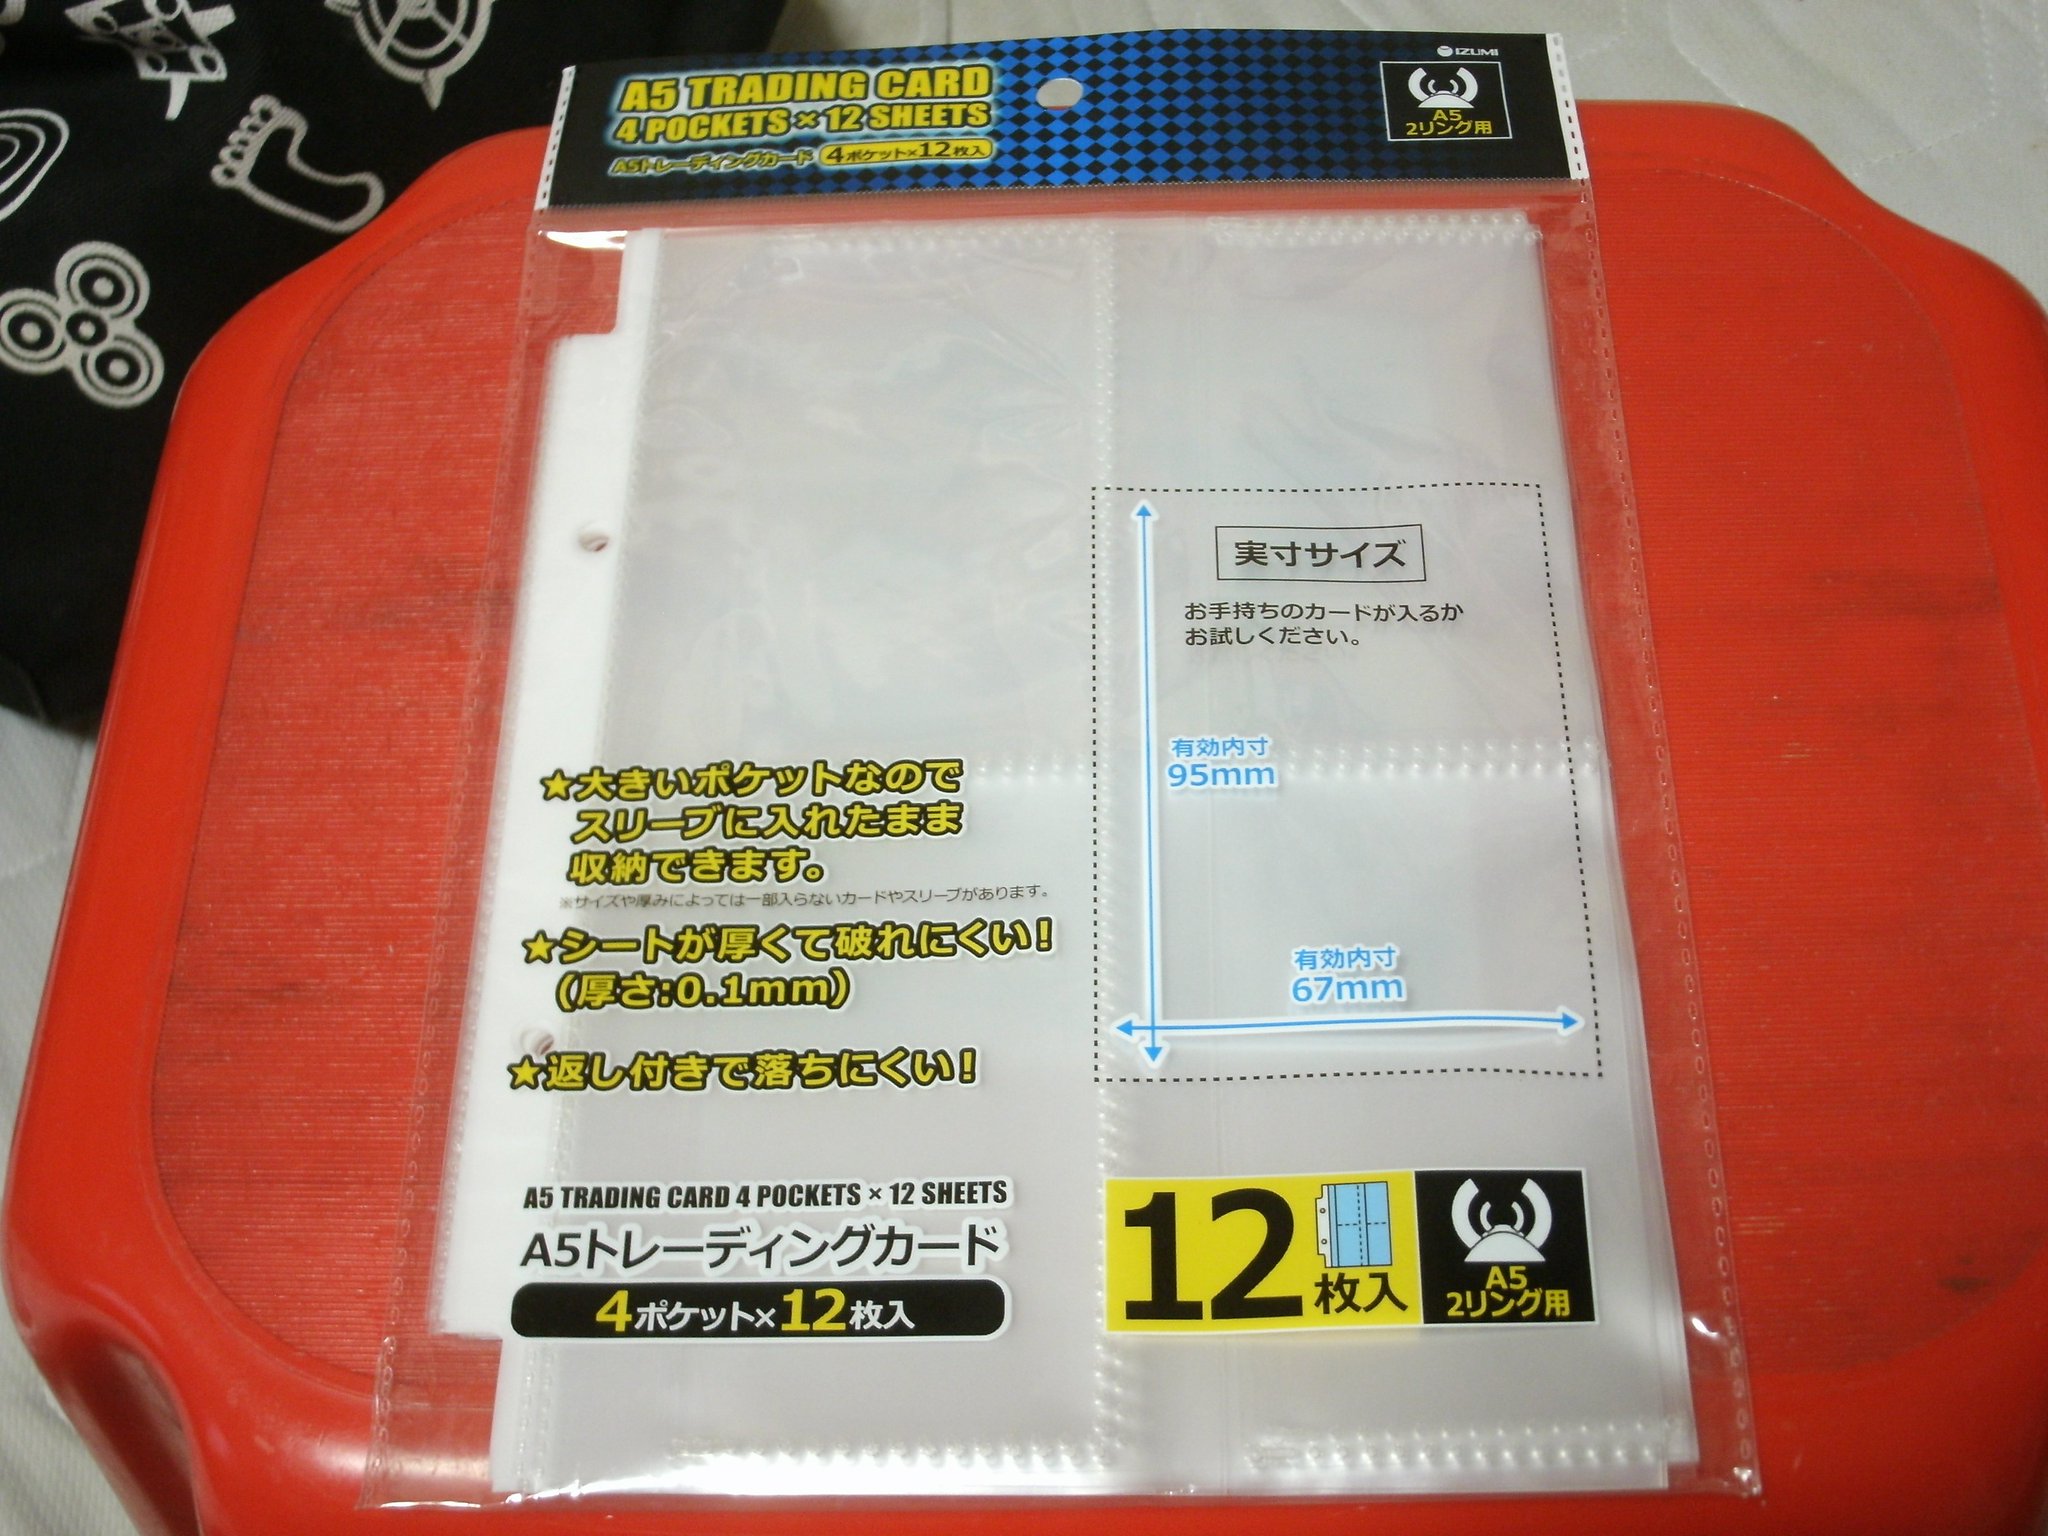 IZUMI
A5 TRADING CARD
4 POCKETS × 12 SHEETS
A5トレーディングカード 4ポケット×12枚入
A5
2リング用
実寸サイズ
お手持ちのカードが入るか
お試しください。
有効内寸
95mm
有効内寸
67mm
★大きいポケットなので
スリーブに入れたまま
収納できます。
※サイズや厚みによっては一部入らないカードやスリーブがあります。
★シートが厚くて破れにくい!
(厚さ:0.1mm)
★返し付きで落ちにくい!
A5 TRADING CARD 4 POCKETS × 12 SHEETS
A5トレーディングカード
4ポケット×12枚入
12枚入
A5
2リング用